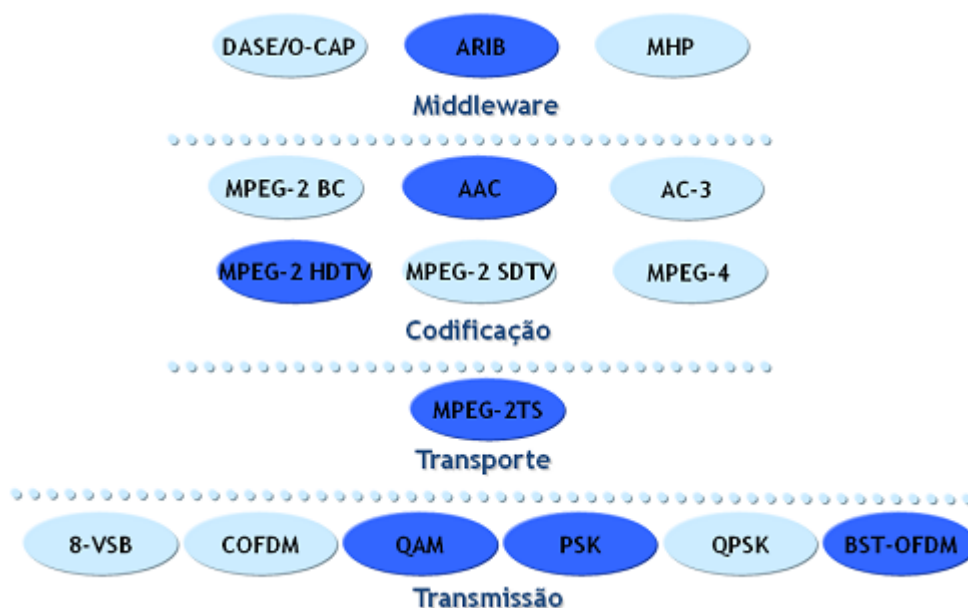 DASE/O-CAP ARIB MHP
Middleware
MPEG-2 BC AAC AC-3
MPEG-2 HDTV MPEG-2 SDTV MPEG-4
Codificação
MPEG-2TS
Transporte
8-VSB COFDM QAM PSK QPSK BST-OFDM
Transmissão